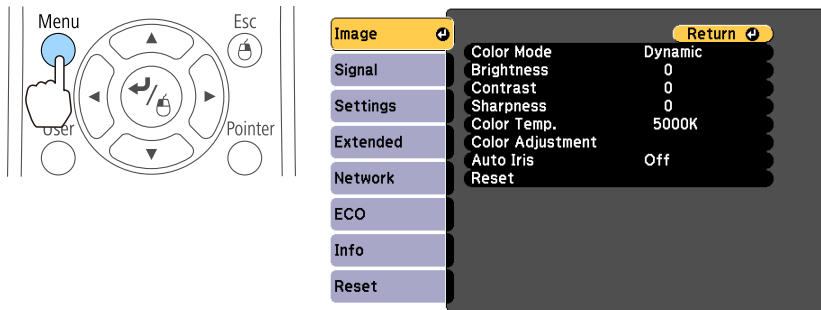 Menu
Esc
User
Pointer
Image
Signal
Settings
Extended
Network
ECO
Info
Reset
Return
Color Mode Dynamic
Brightness 0
Contrast 0
Sharpness 0
Color Temp. 5000K
Color Adjustment
Auto Iris Off
Reset